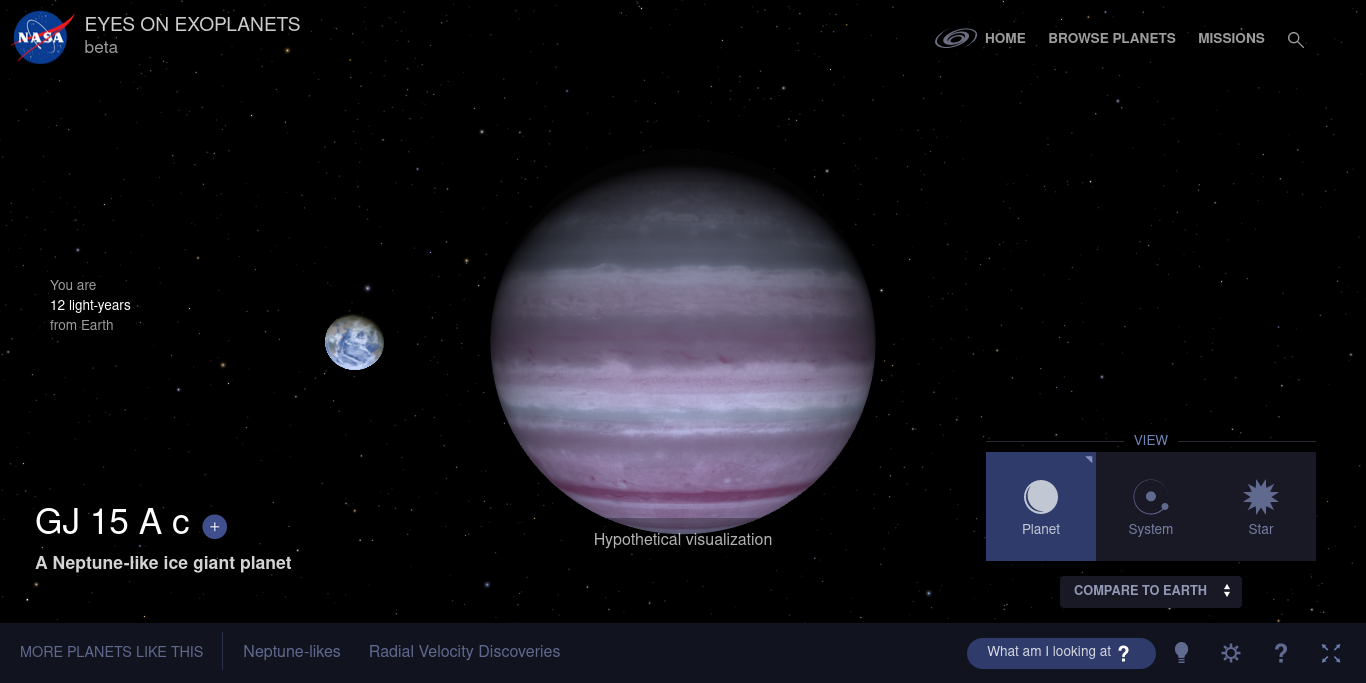 NASA
EYES ON EXOPLANETS
beta
HOME
BROWSE PLANETS
MISSIONS
You are
12 light-years
from Earth
VIEW
Planet
System
Star
GJ 15 A c +
A Neptune-like ice giant planet
Hypothetical visualization
COMPARE TO EARTH
MORE PLANETS LIKE THIS
Neptune-likes
Radial Velocity Discoveries
What am I looking at ?
?